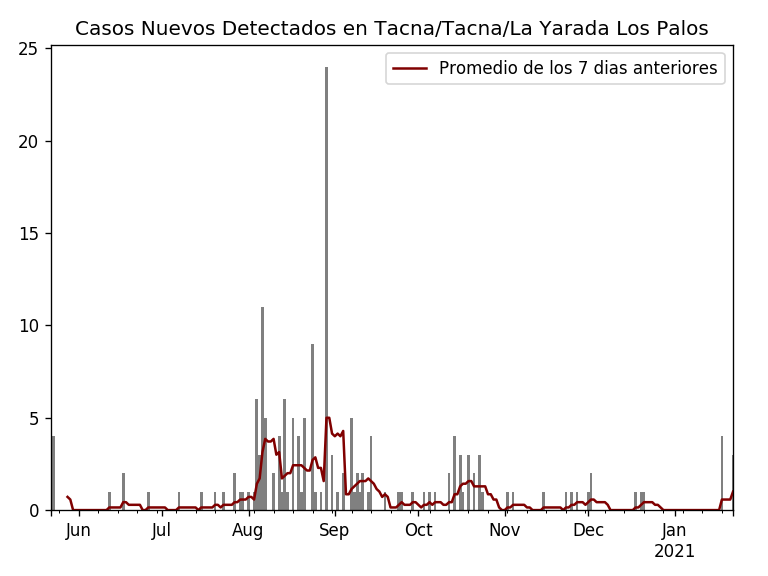 Casos Nuevos Detectados en Tacna/Tacna/La Yarada Los Palos
Promedio de los 7 dias anteriores
25
20
15
10
5
0
Jun Jul Aug Sep Oct Nov Dec Jan
2021